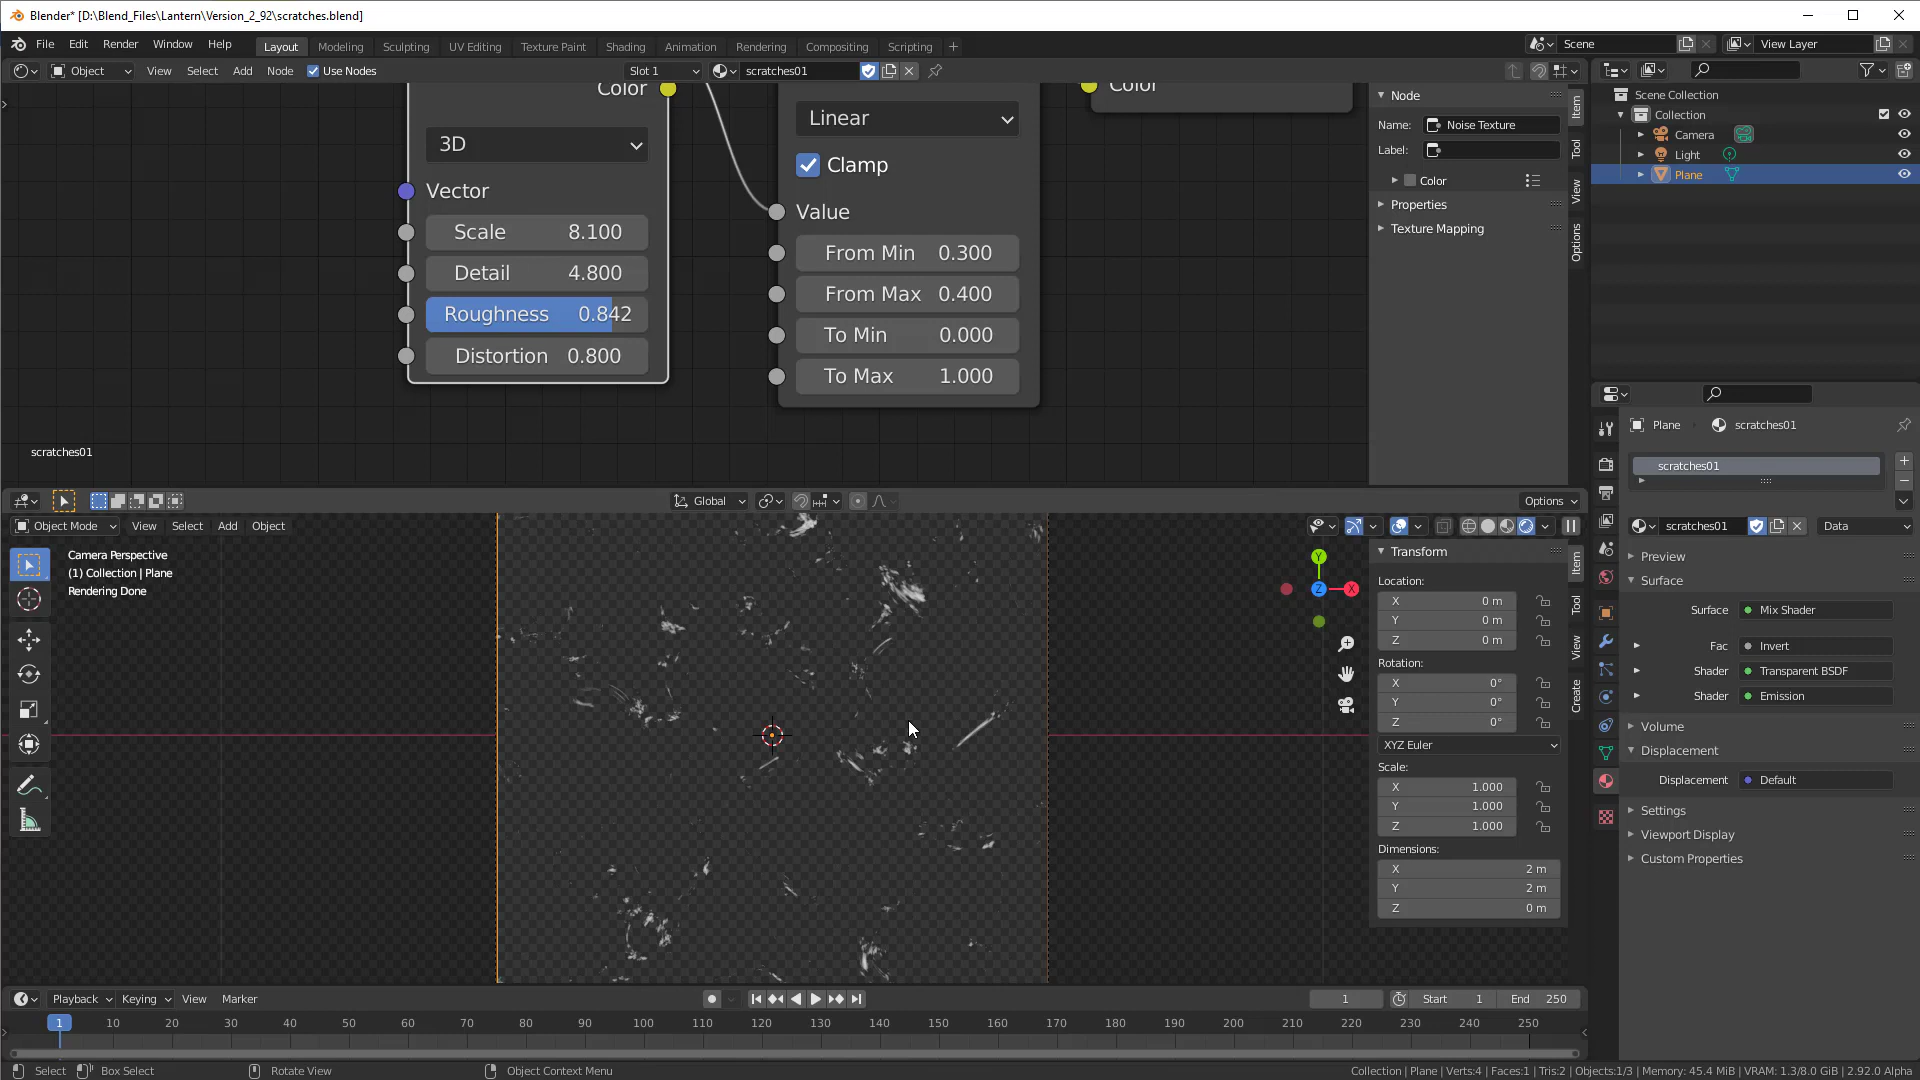 Blender* [D:\Blend_Files\Lantern\Version_2_92\scratches.blend]
File Edit Render Window Help Layout Modeling Sculpting UV Editing Texture Paint Shading Animation Rendering Compositing Scripting + Scene View Layer
Object View Select Add Node Use Nodes Slot 1 scratches01
Color
Linear
3D
Clamp
Vector
Value
Scale 8.100
From Min 0.300
Detail 4.800
From Max 0.400
Roughness 0.842
To Min 0.000
Distortion 0.800
To Max 1.000
Color
scratches01
Node
Name: Noise Texture
Label:
Color
Properties
Texture Mapping
Item
Tool
View
Options
Scene Collection
Collection
Camera
Light
Plane
Plane scratches01
scratches01
scratches01 Data
Preview
Surface
Surface Mix Shader
Fac Invert
Shader Transparent BSDF
Shader Emission
Volume
Displacement
Displacement Default
Settings
Viewport Display
Custom Properties
Global Options
Object Mode View Select Add Object
Camera Perspective
(1) Collection | Plane
Rendering Done
Y
Z X
Transform
Location:
X 0 m
Y 0 m
Z 0 m
Rotation:
X 0°
Y 0°
Z 0°
XYZ Euler
Scale:
X 1.000
Y 1.000
Z 1.000
Dimensions:
X 2 m
Y 2 m
Z 0 m
Item
Tool
View
Create
Playback Keying View Marker 1 Start 1 End 250
1 10 20 30 40 50 60 70 80 90 100 110 120 130 140 150 160 170 180 190 200 210 220 230 240 250
Select Box Select Rotate View Object Context Menu Collection | Plane | Verts:4 | Faces:1 | Tris:2 | Objects:1/3 | Memory: 45.4 MiB | VRAM: 1.3/8.0 GiB | 2.92.0 Alpha